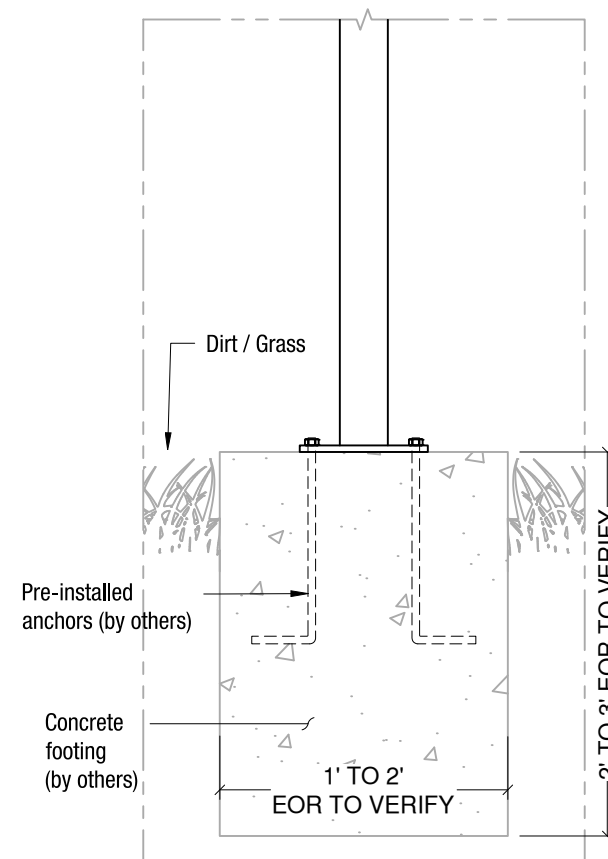 Dirt / Grass
Pre-installed
anchors (by others)
Concrete
footing
(by others)
1' TO 2'
EOR TO VERIFY
2' TO 3' EOR TO VERIFY